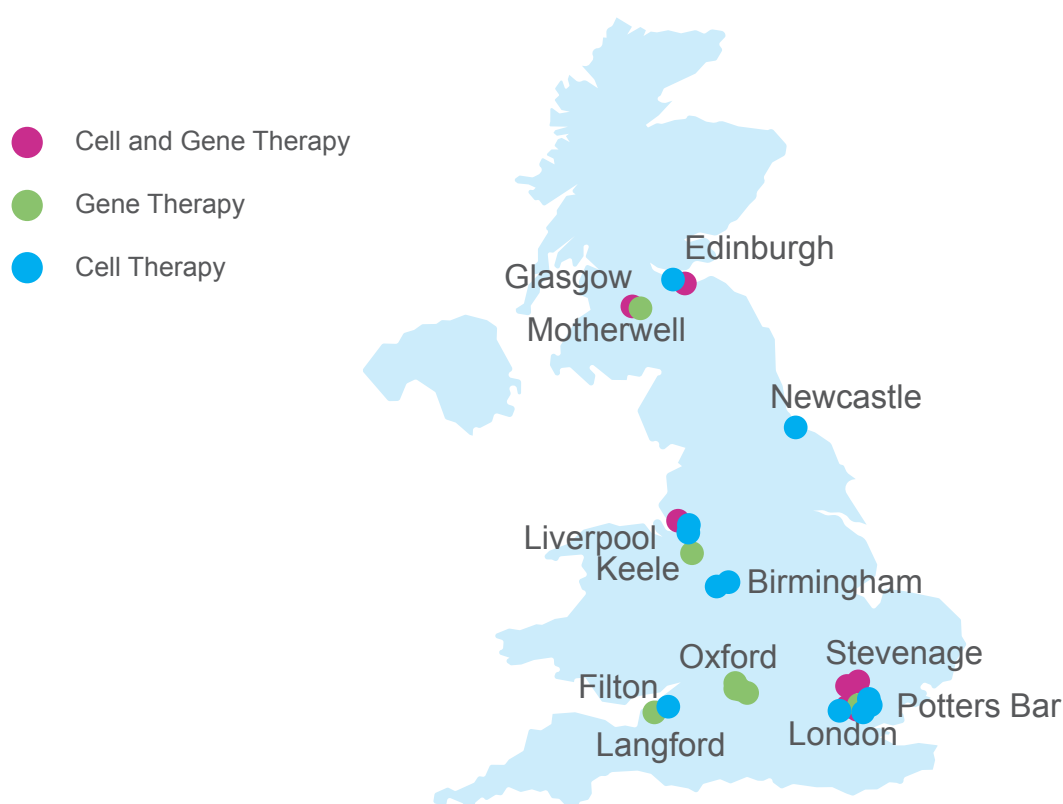 Cell and Gene Therapy
Gene Therapy
Cell Therapy
Edinburgh
Glasgow
Motherwell
Newcastle
Liverpool
Keele
Birmingham
Oxford
Stevenage
Filton
Potters Bar
London
Langford